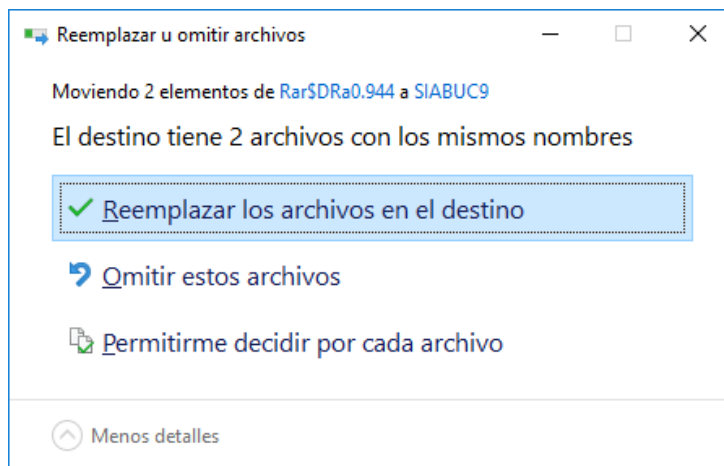 Reemplazar u omitir archivos
Moviendo 2 elementos de Rar$DRa0.944 a SIABUC9
El destino tiene 2 archivos con los mismos nombres
Reemplazar los archivos en el destino
Omitir estos archivos
Permitirme decidir por cada archivo
Menos detalles